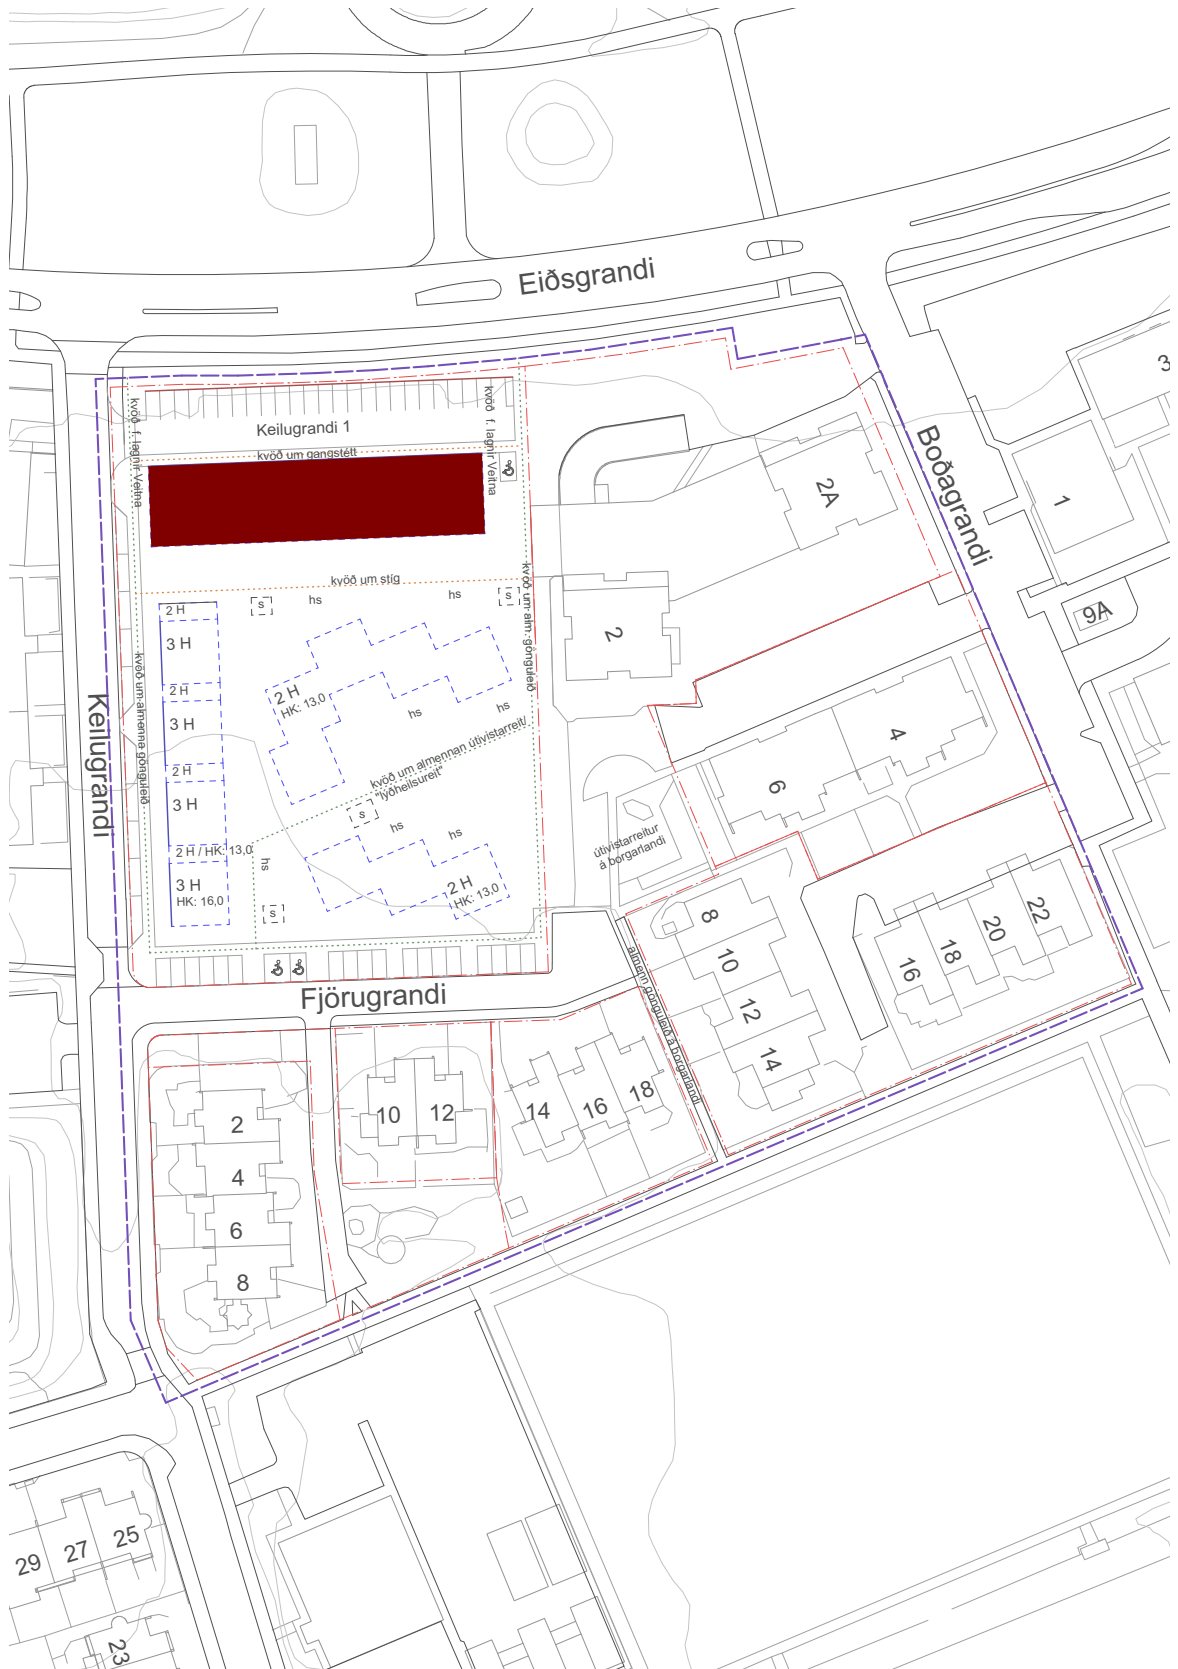 Eiðsgrandi
3
Keilugrandi 1
kvöð f. lagnir Veitna
kvöð f. lagnir Veitna
kvöð um gangstétt
2A
Boðagrandi
1
9A
kvöð um stíg
kvöð um alm. gönguleið
s
hs
hs
s
2
2 H
3 H
2 H
3 H
2 H
3 H
2 H / HK: 13,0
3 H
HK: 16,0
Keilugrandi
kvöð um almenna gönguleið
2 H
HK: 13,0
hs
hs
kvöð um almennan útivistarreit/
"lýðheilsureit"
s
hs
hs
hs
s
2 H
HK: 13,0
4
6
útivistarreitur
á borgarlandi
8
10
12
14
16
18
20
22
almenn gönguleið á borgarlandi
Fjörugrandi
2
4
6
8
10
12
14
16
18
29
27
25
23